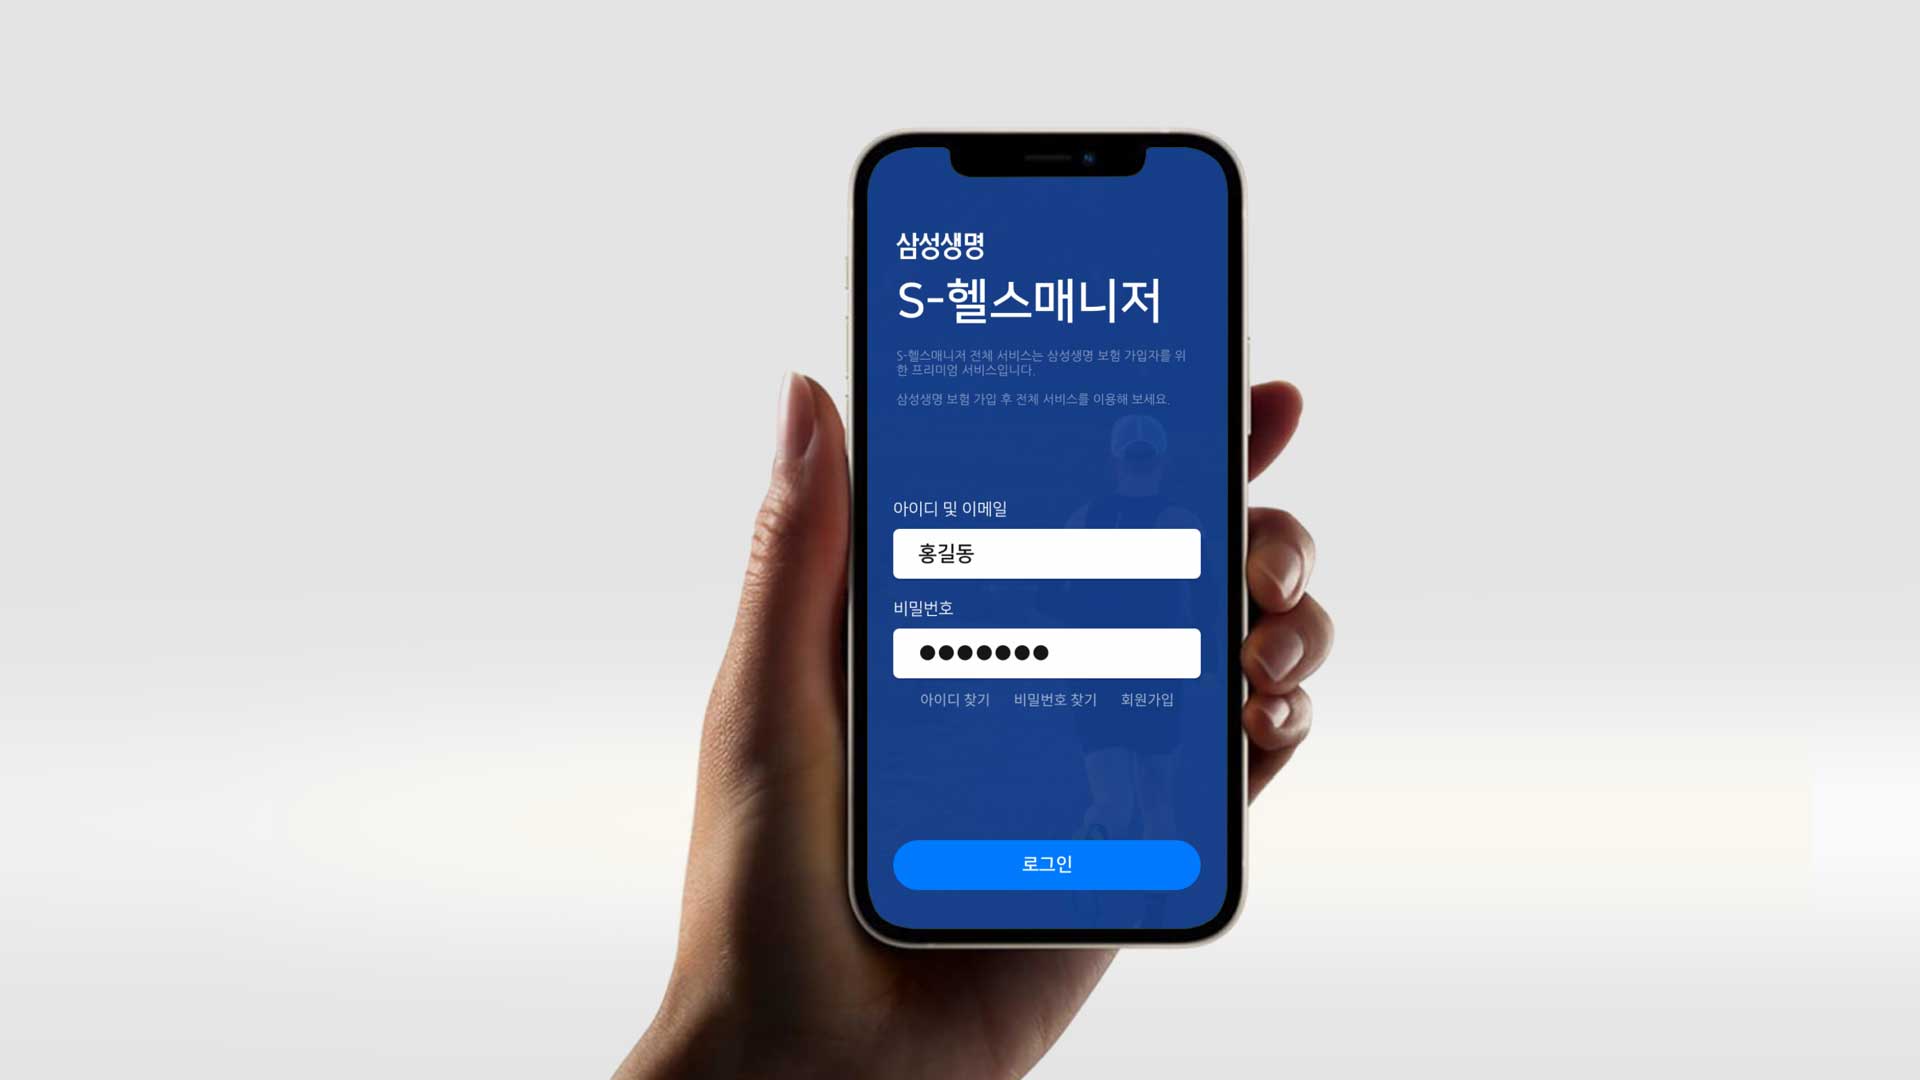 삼성생명
S-헬스매니저
S-헬스매니저 전체 서비스는 삼성생명 보험 가입자를 위
한 프리미엄 서비스입니다.
삼성생명 보험 가입 후 전체 서비스를 이용해 보세요.
아이디 및 이메일
홍길동
비밀번호
●●●●●●●
아이디 찾기 비밀번호 찾기 회원가입
로그인